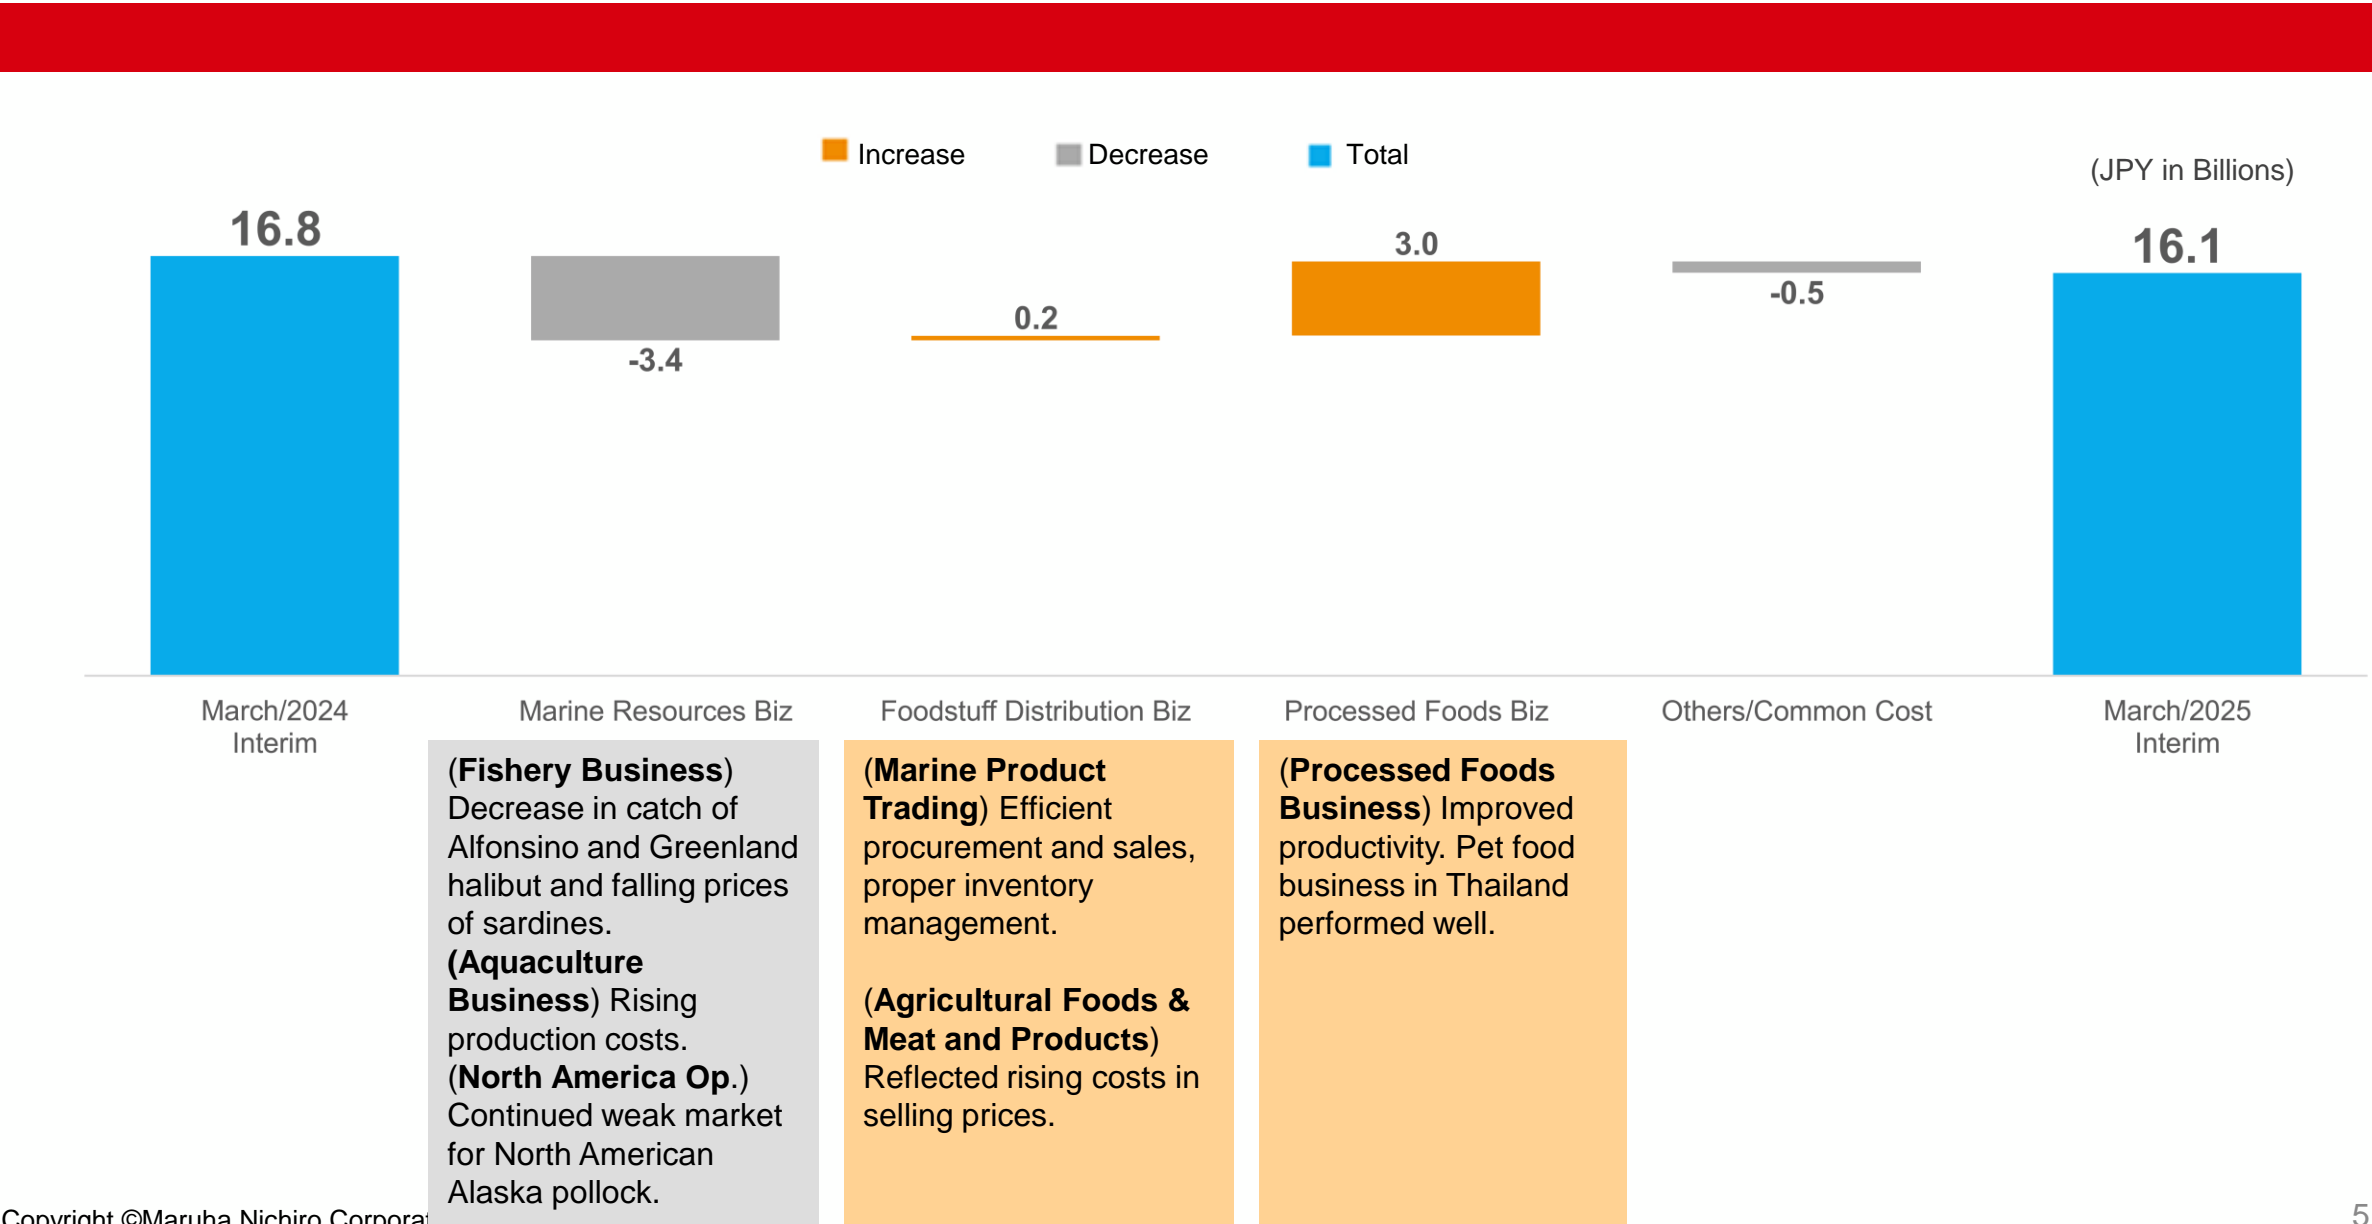 Increase
Decrease
Total
(JPY in Billions)
16.8
-3.4
0.2
3.0
-0.5
16.1
March/2024
Interim
Marine Resources Biz
Foodstuff Distribution Biz
Processed Foods Biz
Others/Common Cost
March/2025
Interim
(Fishery Business)
Decrease in catch of
Alfonsino and Greenland
halibut and falling prices
of sardines.
(Aquaculture
Business) Rising
production costs.
(North America Op.)
Continued weak market
for North American
Alaska pollock.
(Marine Product
Trading) Efficient
procurement and sales,
proper inventory
management.
(Agricultural Foods &
Meat and Products)
Reflected rising costs in
selling prices.
(Processed Foods
Business) Improved
productivity. Pet food
business in Thailand
performed well.
Copyright ©Maruha Nichiro
5